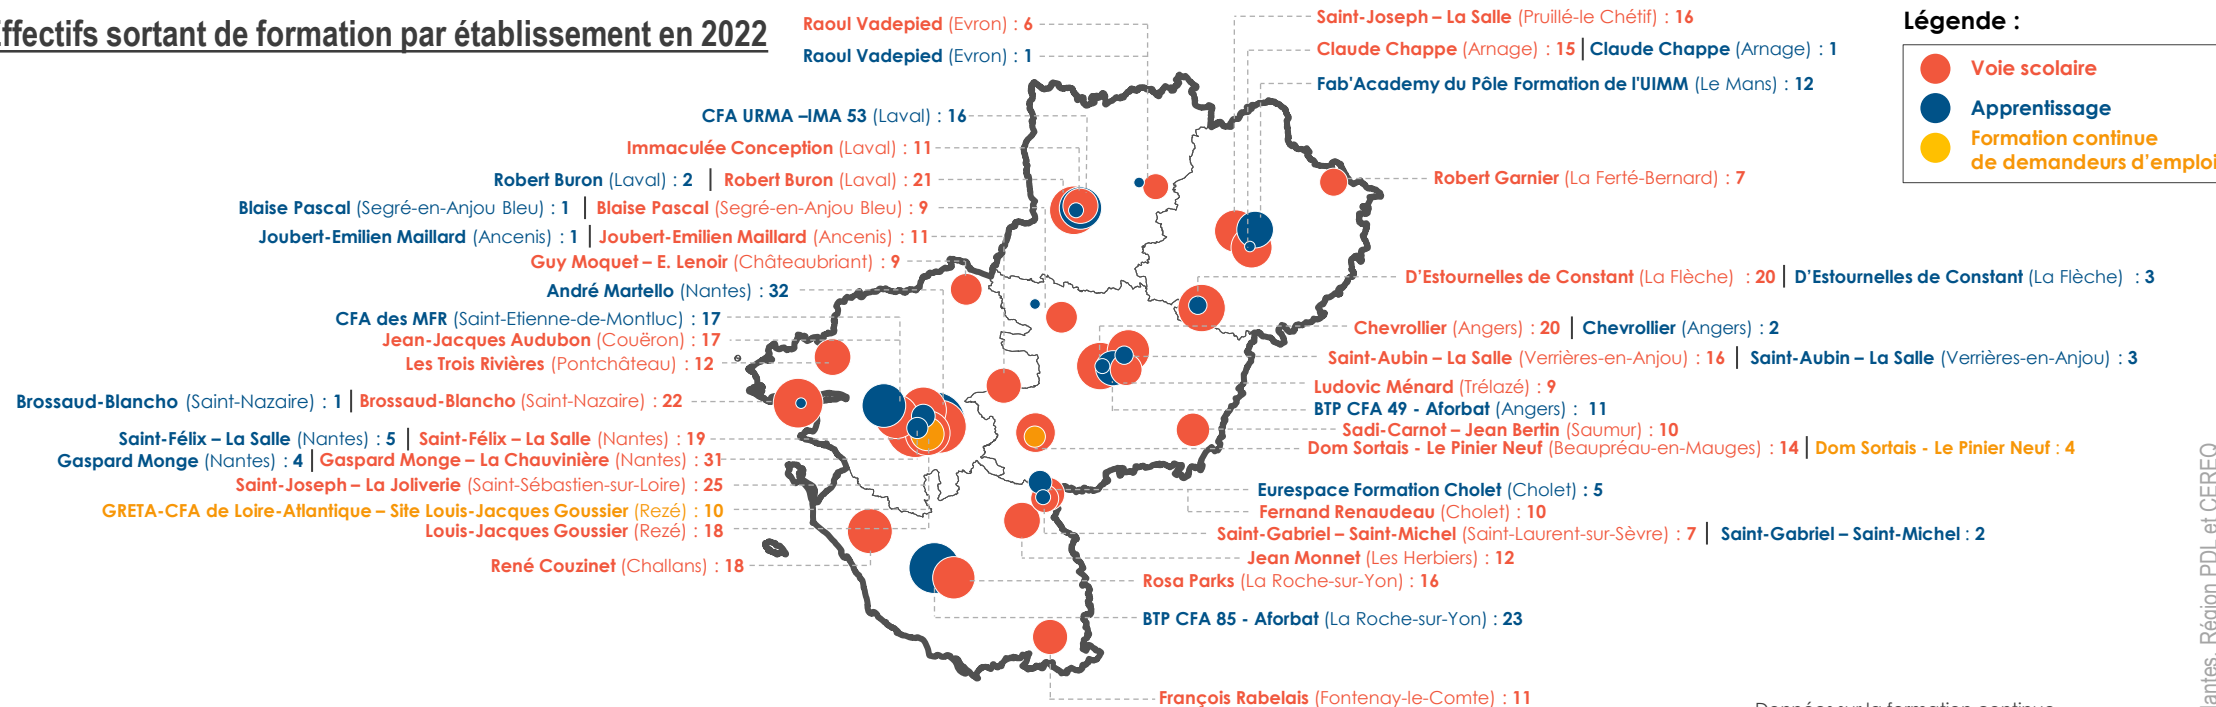 Effectifs sortant de formation par établissement en 2022
Raoul Vadepied (Evron) : 6
Raoul Vadepied (Evron) : 1
CFA URMA –IMA 53 (Laval) : 16
Immaculée Conception (Laval) : 11
Robert Buron (Laval) : 2 | Robert Buron (Laval) : 21
Blaise Pascal (Segré-en-Anjou Bleu) : 1 | Blaise Pascal (Segré-en-Anjou Bleu) : 9
Joubert-Emilien Maillard (Ancenis) : 1 | Joubert-Emilien Maillard (Ancenis) : 11
Guy Moquet – E. Lenoir (Châteaubriant) : 9
André Martello (Nantes) : 32
CFA des MFR (Saint-Etienne-de-Montluc) : 17
Jean-Jacques Audubon (Couëron) : 17
Les Trois Rivières (Pontchâteau) : 12
Brossaud-Blancho (Saint-Nazaire) : 1 | Brossaud-Blancho (Saint-Nazaire) : 22
Saint-Félix – La Salle (Nantes) : 5 | Saint-Félix – La Salle (Nantes) : 19
Gaspard Monge (Nantes) : 4 | Gaspard Monge – La Chauvinière (Nantes) : 31
Saint-Joseph – La Joliverie (Saint-Sébastien-sur-Loire) : 25
GRETA-CFA de Loire-Atlantique – Site Louis-Jacques Goussier (Rezé) : 10
Louis-Jacques Goussier (Rezé) : 18
René Couzinet (Challans) : 18
Saint-Joseph – La Salle (Pruillé-le Chétif) : 16
Claude Chappe (Arnage) : 15 | Claude Chappe (Arnage) : 1
Fab'Academy du Pôle Formation de l'UIMM (Le Mans) : 12
Robert Garnier (La Ferté-Bernard) : 7
D'Estournelles de Constant (La Flèche) : 20 | D'Estournelles de Constant (La Flèche) : 3
Chevrollier (Angers) : 20 | Chevrollier (Angers) : 2
Saint-Aubin – La Salle (Verrières-en-Anjou) : 16 | Saint-Aubin – La Salle (Verrières-en-Anjou) : 3
Ludovic Ménard (Trélazé) : 9
BTP CFA 49 - Aforbat (Angers) : 11
Sadi-Carnot – Jean Bertin (Saumur) : 10
Dom Sortais - Le Pinier Neuf (Beaupréau-en-Mauges) : 14 | Dom Sortais - Le Pinier Neuf : 4
Eurespace Formation Cholet (Cholet) : 5
Fernand Renaudeau (Cholet) : 10
Saint-Gabriel – Saint-Michel (Saint-Laurent-sur-Sèvre) : 7 | Saint-Gabriel – Saint-Michel : 2
Jean Monnet (Les Herbiers) : 12
Rosa Parks (La Roche-sur-Yon) : 16
BTP CFA 85 - Aforbat (La Roche-sur-Yon) : 23
François Rabelais (Fontenay-le-Comte) : 11
Légende :
Voie scolaire
Apprentissage
Formation continue
de demandeurs d'emploi
Nantes, Région PDL et CEREQ
Données sur la formation continue